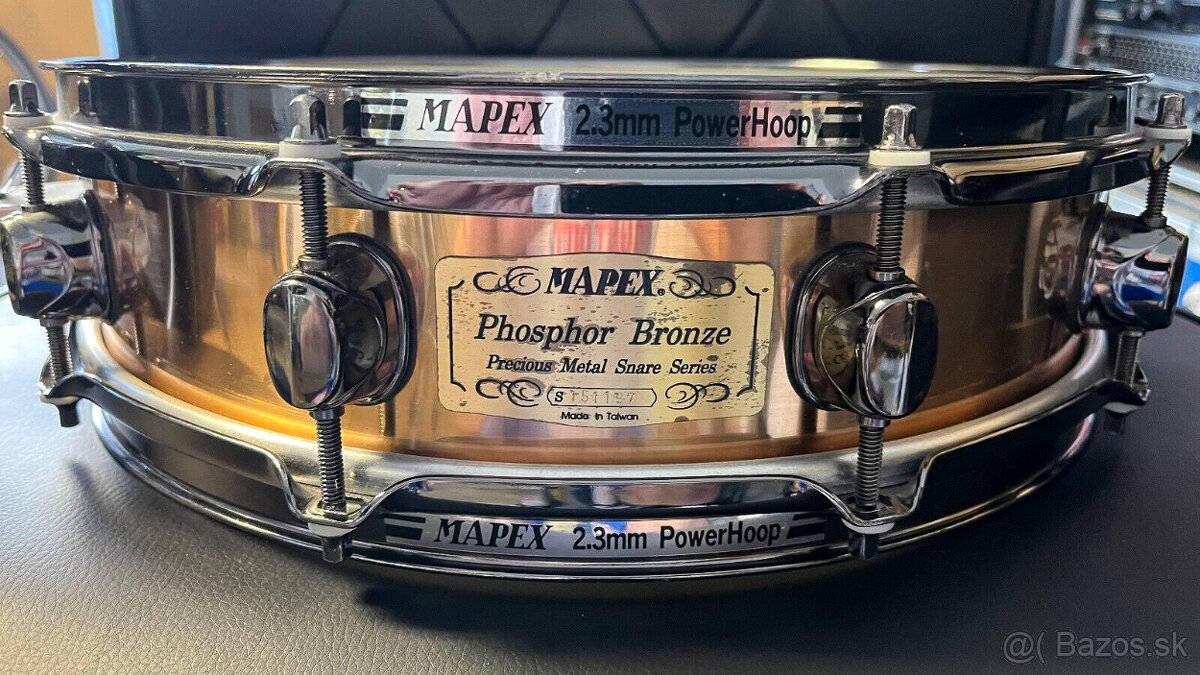 MAPEX 2.3mm PowerHoop
MAPEX®
Phosphor Bronze
Precious Metal Snare Series
Made in Taiwan
MAPEX 2.3mm PowerHoop
@( Bazos.sk